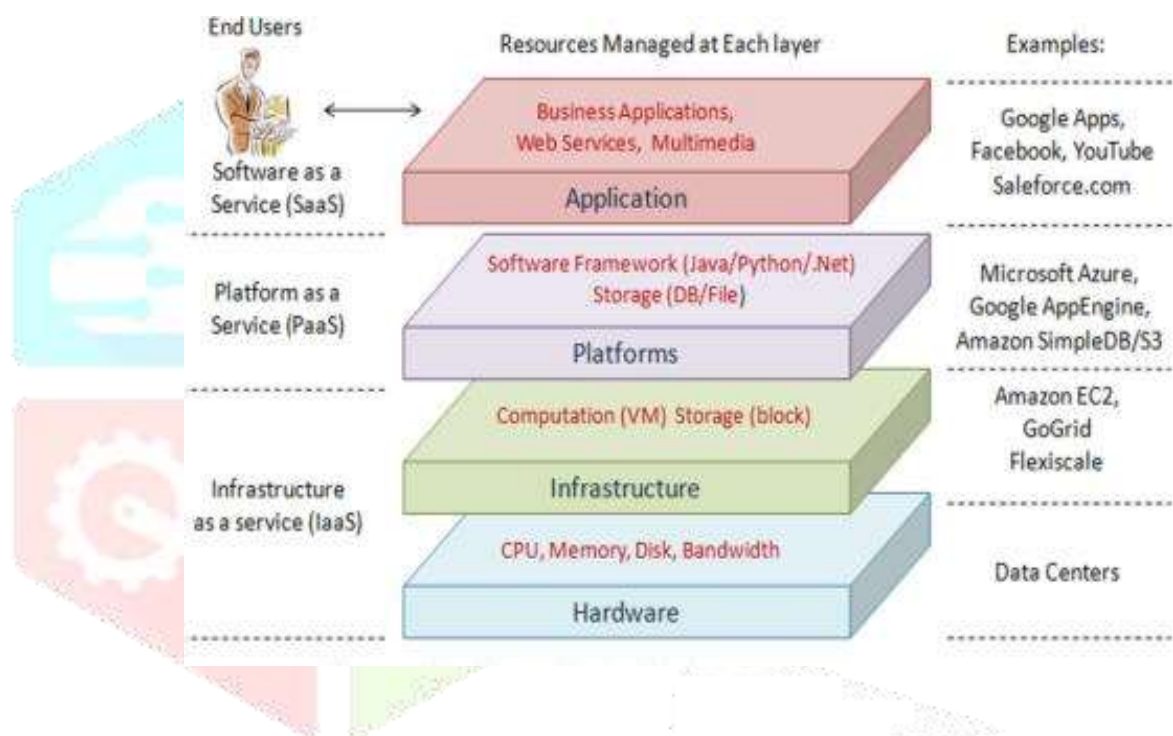 End Users
Resources Managed at Each layer
Examples:
Business Applications,
Web Services, Multimedia
Application
Google Apps,
Facebook, YouTube
Saleforce.com
Software as a
Service (SaaS)
Software Framework (Java/Python/.Net)
Storage (DB/File)
Platforms
Platform as a
Service (PaaS)
Microsoft Azure,
Google AppEngine,
Amazon SimpleDB/S3
Computation (VM) Storage (block)
Infrastructure
Amazon EC2,
GoGrid
Flexiscale
Infrastructure
as a service (IaaS)
CPU, Memory, Disk, Bandwidth
Hardware
Data Centers